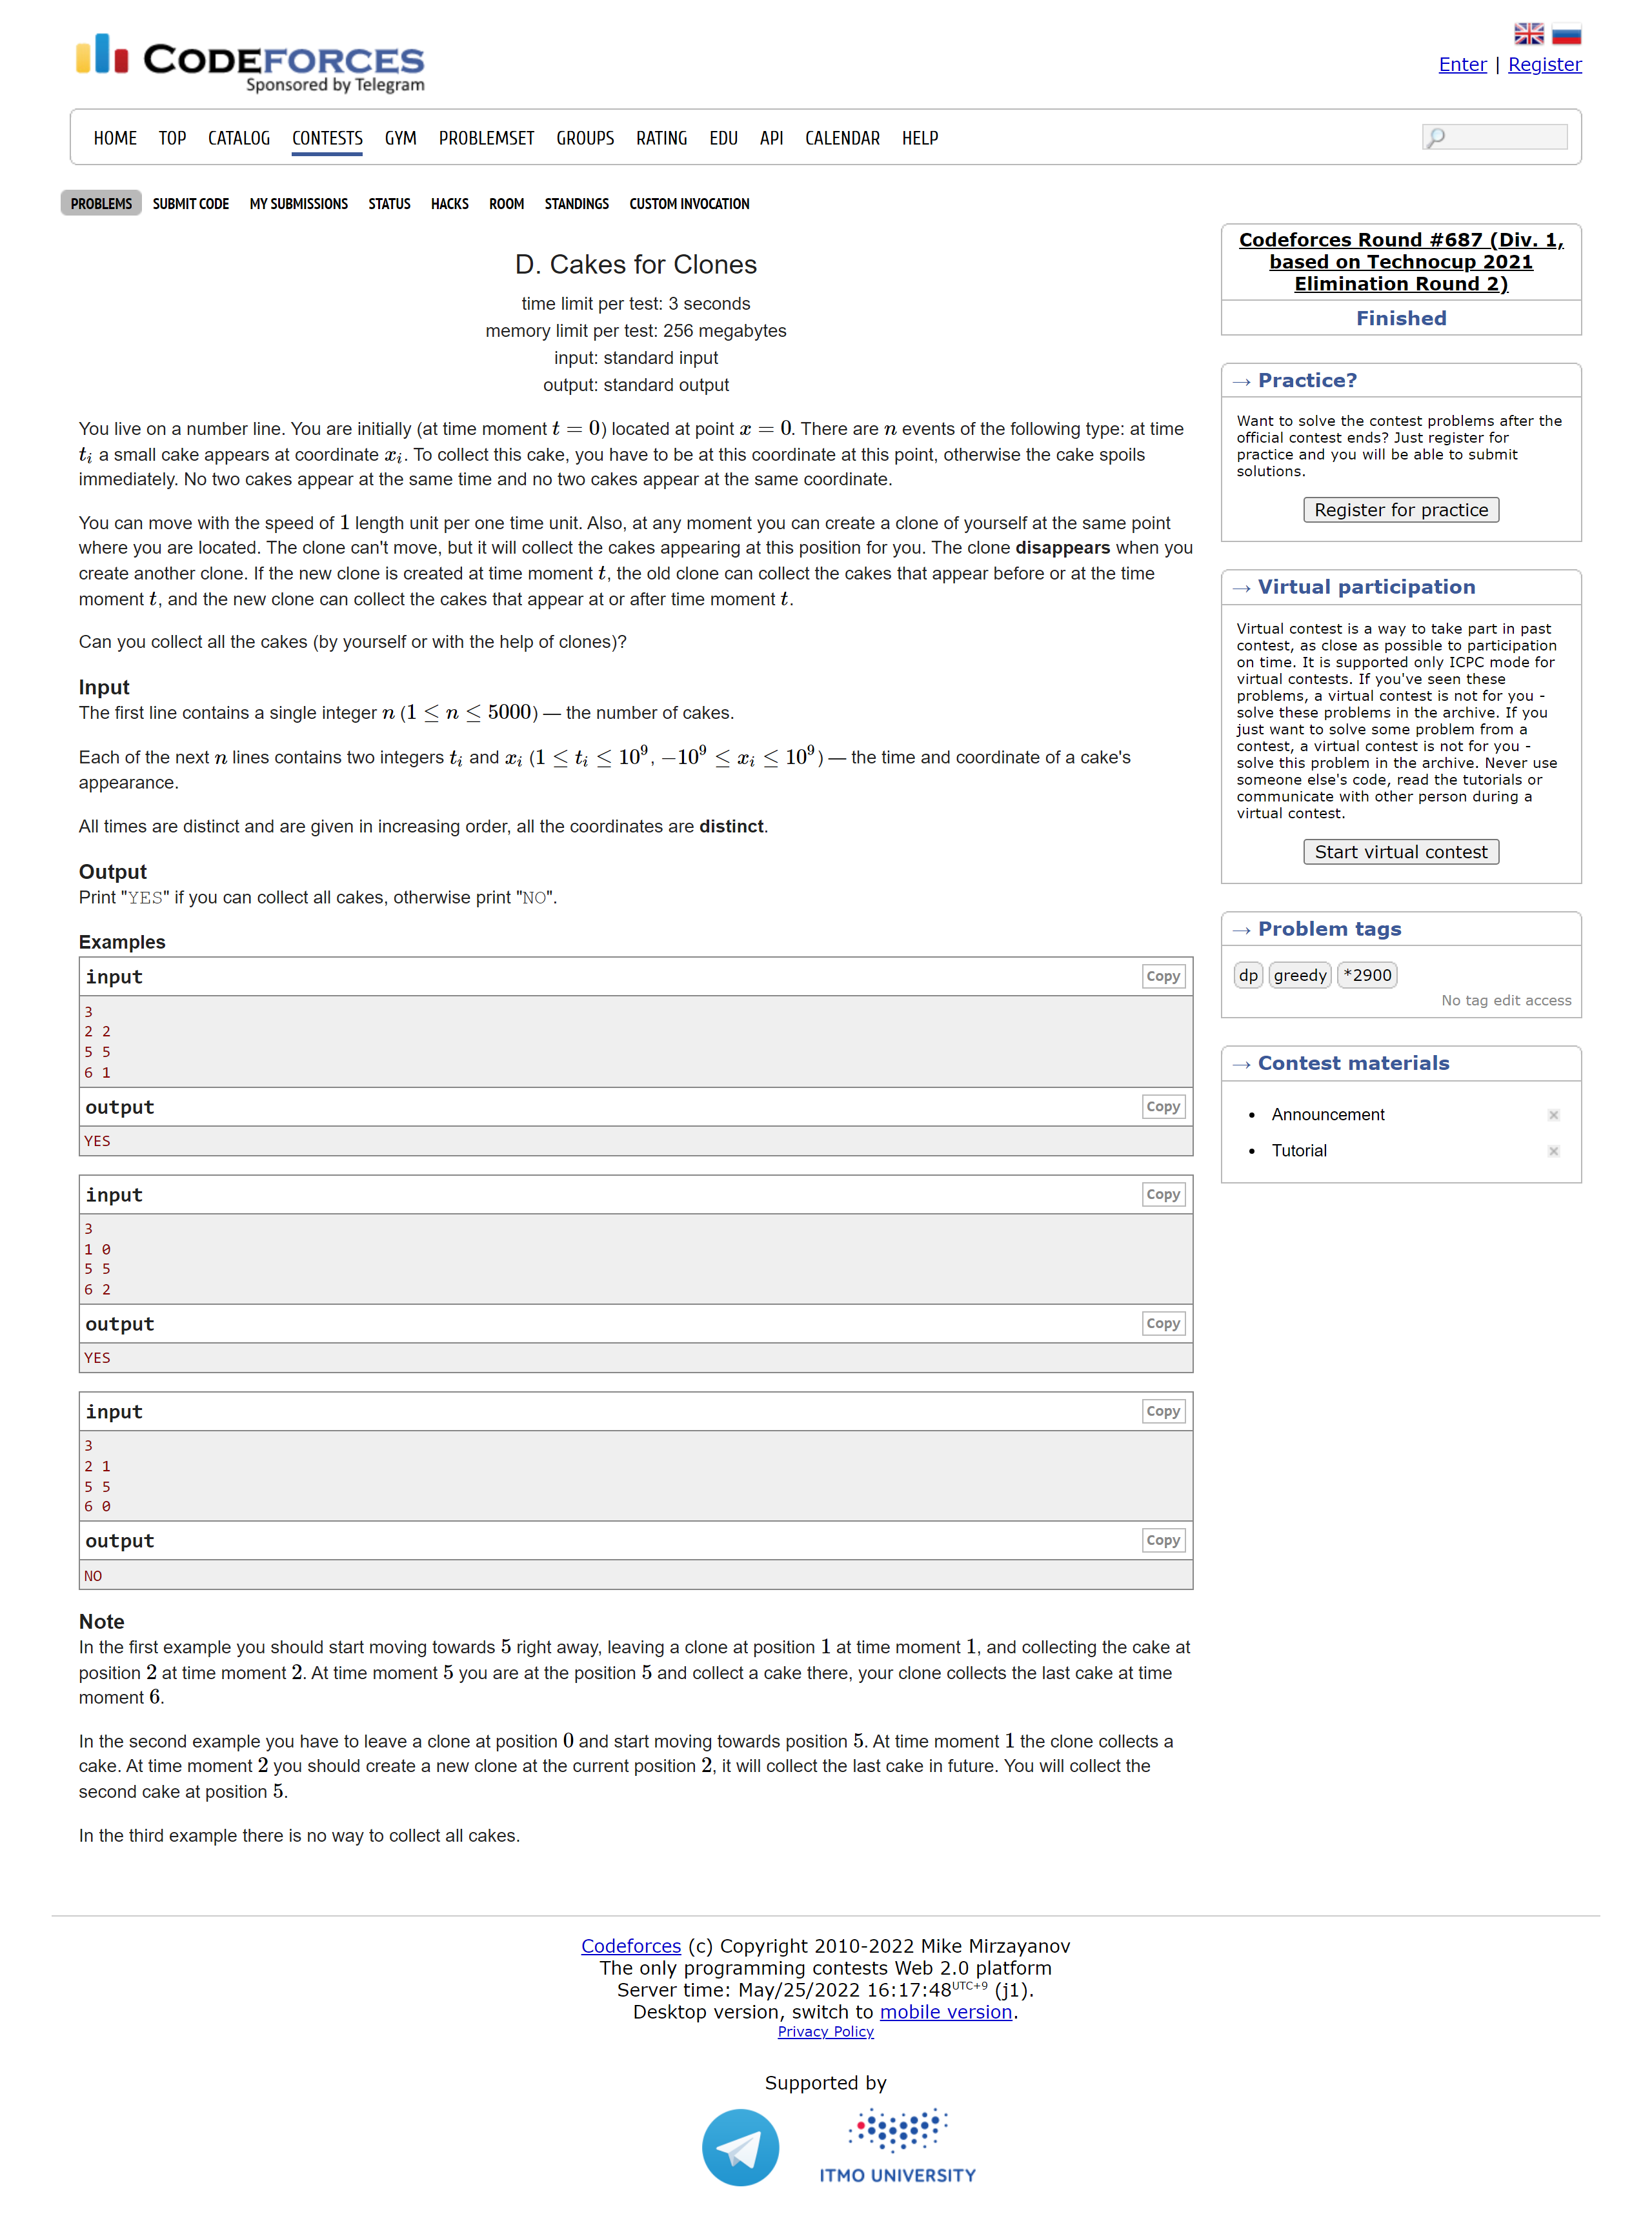 CODEFORCES
Sponsored by Telegram
Enter | Register
HOME TOP CATALOG CONTESTS GYM PROBLEMSET GROUPS RATING EDU API CALENDAR HELP
PROBLEMS SUBMIT CODE MY SUBMISSIONS STATUS HACKS ROOM STANDINGS CUSTOM INVOCATION
D. Cakes for Clones
time limit per test: 3 seconds
memory limit per test: 256 megabytes
input: standard input
output: standard output
You live on a number line. You are initially (at time moment t = 0) located at point x = 0. There are n events of the following type: at time
t_i a small cake appears at coordinate x_i. To collect this cake, you have to be at this coordinate at this point, otherwise the cake spoils
immediately. No two cakes appear at the same time and no two cakes appear at the same coordinate.
You can move with the speed of 1 length unit per one time unit. Also, at any moment you can create a clone of yourself at the same point
where you are located. The clone can't move, but it will collect the cakes appearing at this position for you. The clone disappears when you
create another clone. If the new clone is created at time moment t, the old clone can collect the cakes that appear before or at the time
moment t, and the new clone can collect the cakes that appear at or after time moment t.
Can you collect all the cakes (by yourself or with the help of clones)?
Input
The first line contains a single integer n (1 ≤ n ≤ 5000) — the number of cakes.
Each of the next n lines contains two integers t_i and x_i (1 ≤ t_i ≤ 10^9, −10^9 ≤ x_i ≤ 10^9) — the time and coordinate of a cake's
appearance.
All times are distinct and are given in increasing order, all the coordinates are distinct.
Output
Print "YES" if you can collect all cakes, otherwise print "NO".
Examples
input Copy
3
2 2
5 5
6 1
output Copy
YES
input Copy
3
1 0
5 5
6 2
output Copy
YES
input Copy
3
2 1
5 5
6 0
output Copy
NO
Note
In the first example you should start moving towards 5 right away, leaving a clone at position 1 at time moment 1, and collecting the cake at
position 2 at time moment 2. At time moment 5 you are at the position 5 and collect a cake there, your clone collects the last cake at time
moment 6.
In the second example you have to leave a clone at position 0 and start moving towards position 5. At time moment 1 the clone collects a
cake. At time moment 2 you should create a new clone at the current position 2, it will collect the last cake in future. You will collect the
second cake at position 5.
In the third example there is no way to collect all cakes.
Codeforces Round #687 (Div. 1,
based on Technocup 2021
Elimination Round 2)
Finished
→ Practice?
Want to solve the contest problems after the
official contest ends? Just register for
practice and you will be able to submit
solutions.
Register for practice
→ Virtual participation
Virtual contest is a way to take part in past
contest, as close as possible to participation
on time. It is supported only ICPC mode for
virtual contests. If you've seen these
problems, a virtual contest is not for you -
solve these problems in the archive. If you
just want to solve some problem from a
contest, a virtual contest is not for you -
solve this problem in the archive. Never use
someone else's code, read the tutorials or
communicate with other person during a
virtual contest.
Start virtual contest
→ Problem tags
dp greedy *2900
No tag edit access
→ Contest materials
• Announcement
• Tutorial
Codeforces (c) Copyright 2010-2022 Mike Mirzayanov
The only programming contests Web 2.0 platform
Server time: May/25/2022 16:17:48UTC+9 (j1).
Desktop version, switch to mobile version.
Privacy Policy
Supported by
ITMO UNIVERSITY